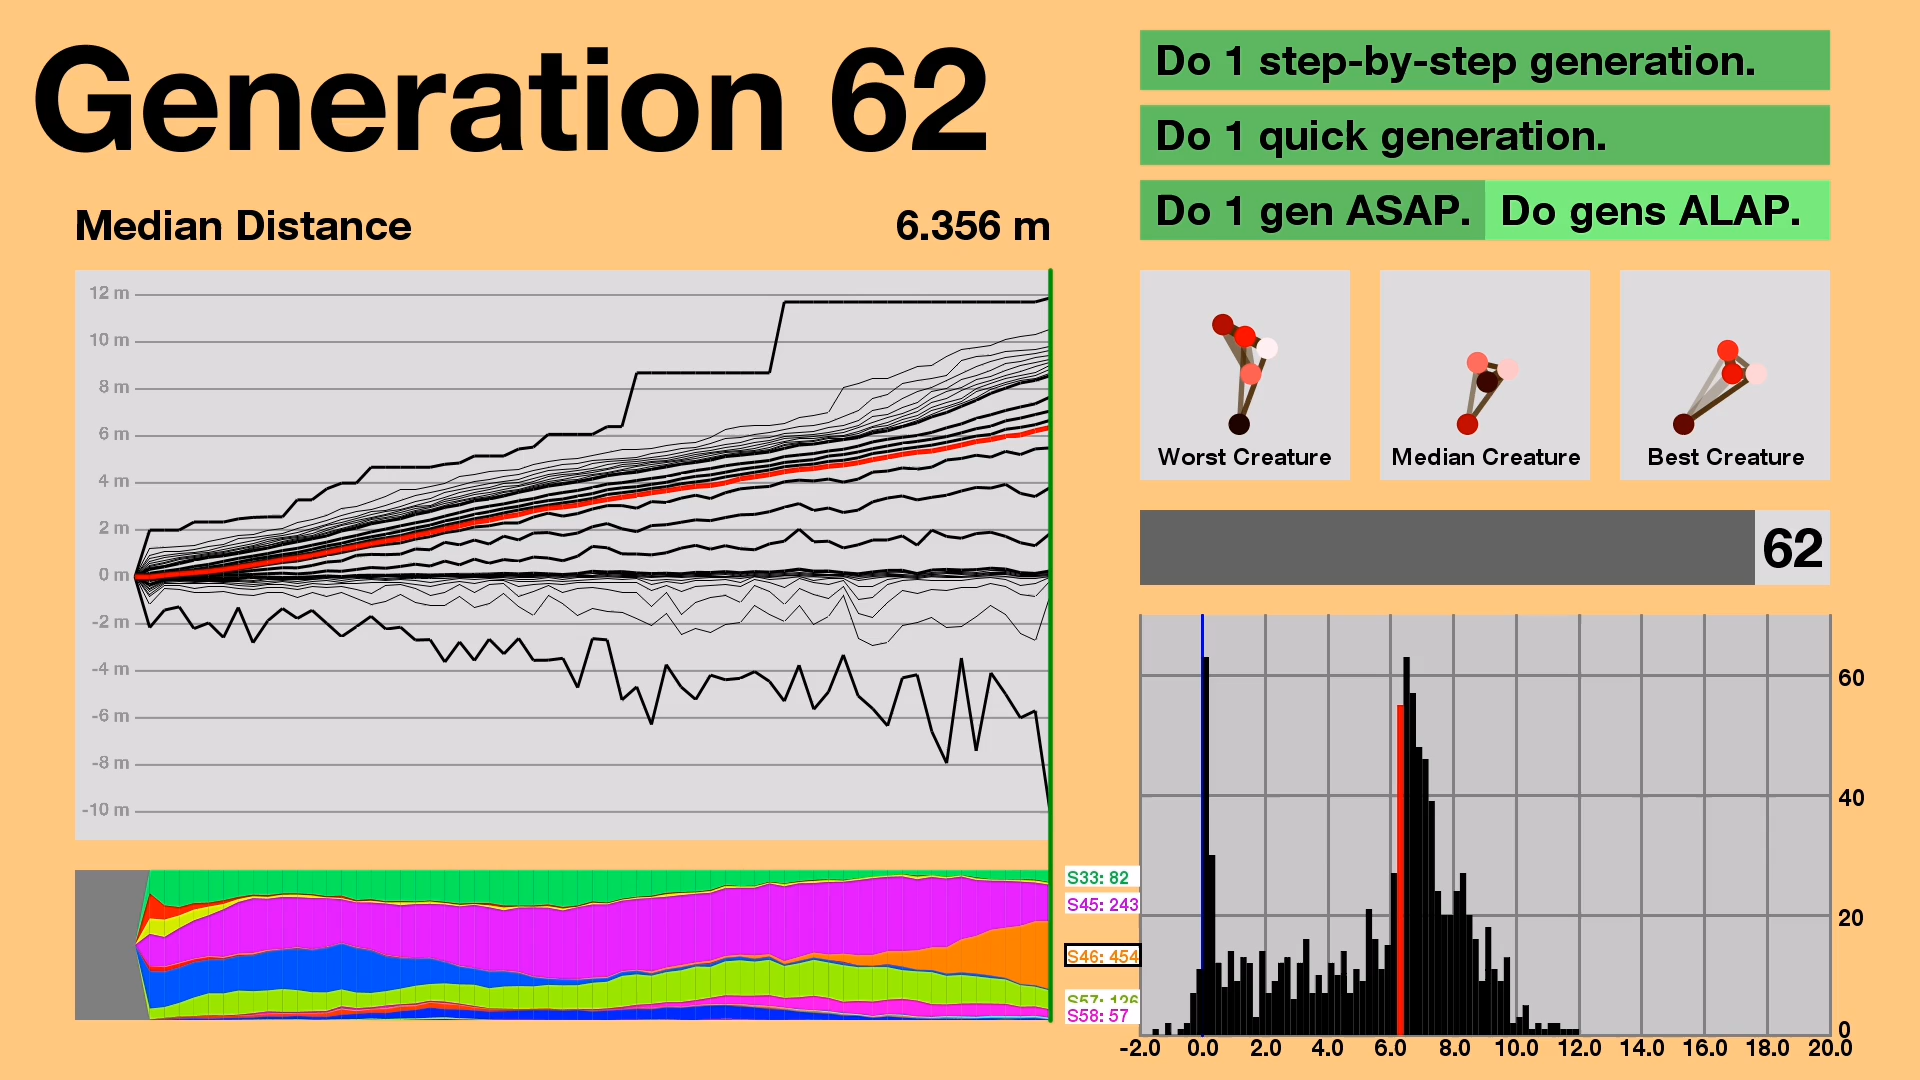 Generation 62
Do 1 step-by-step generation.
Do 1 quick generation.
Do 1 gen ASAP. Do gens ALAP.
Median Distance 6.356 m
12 m
10 m
8 m
6 m
4 m
2 m
0 m
-2 m
-4 m
-6 m
-8 m
-10 m
Worst Creature
Median Creature
Best Creature
62
S33: 82
S45: 243
S46: 454
S57: 126
S58: 57
60
40
20
0
-2.0 0.0 2.0 4.0 6.0 8.0 10.0 12.0 14.0 16.0 18.0 20.0